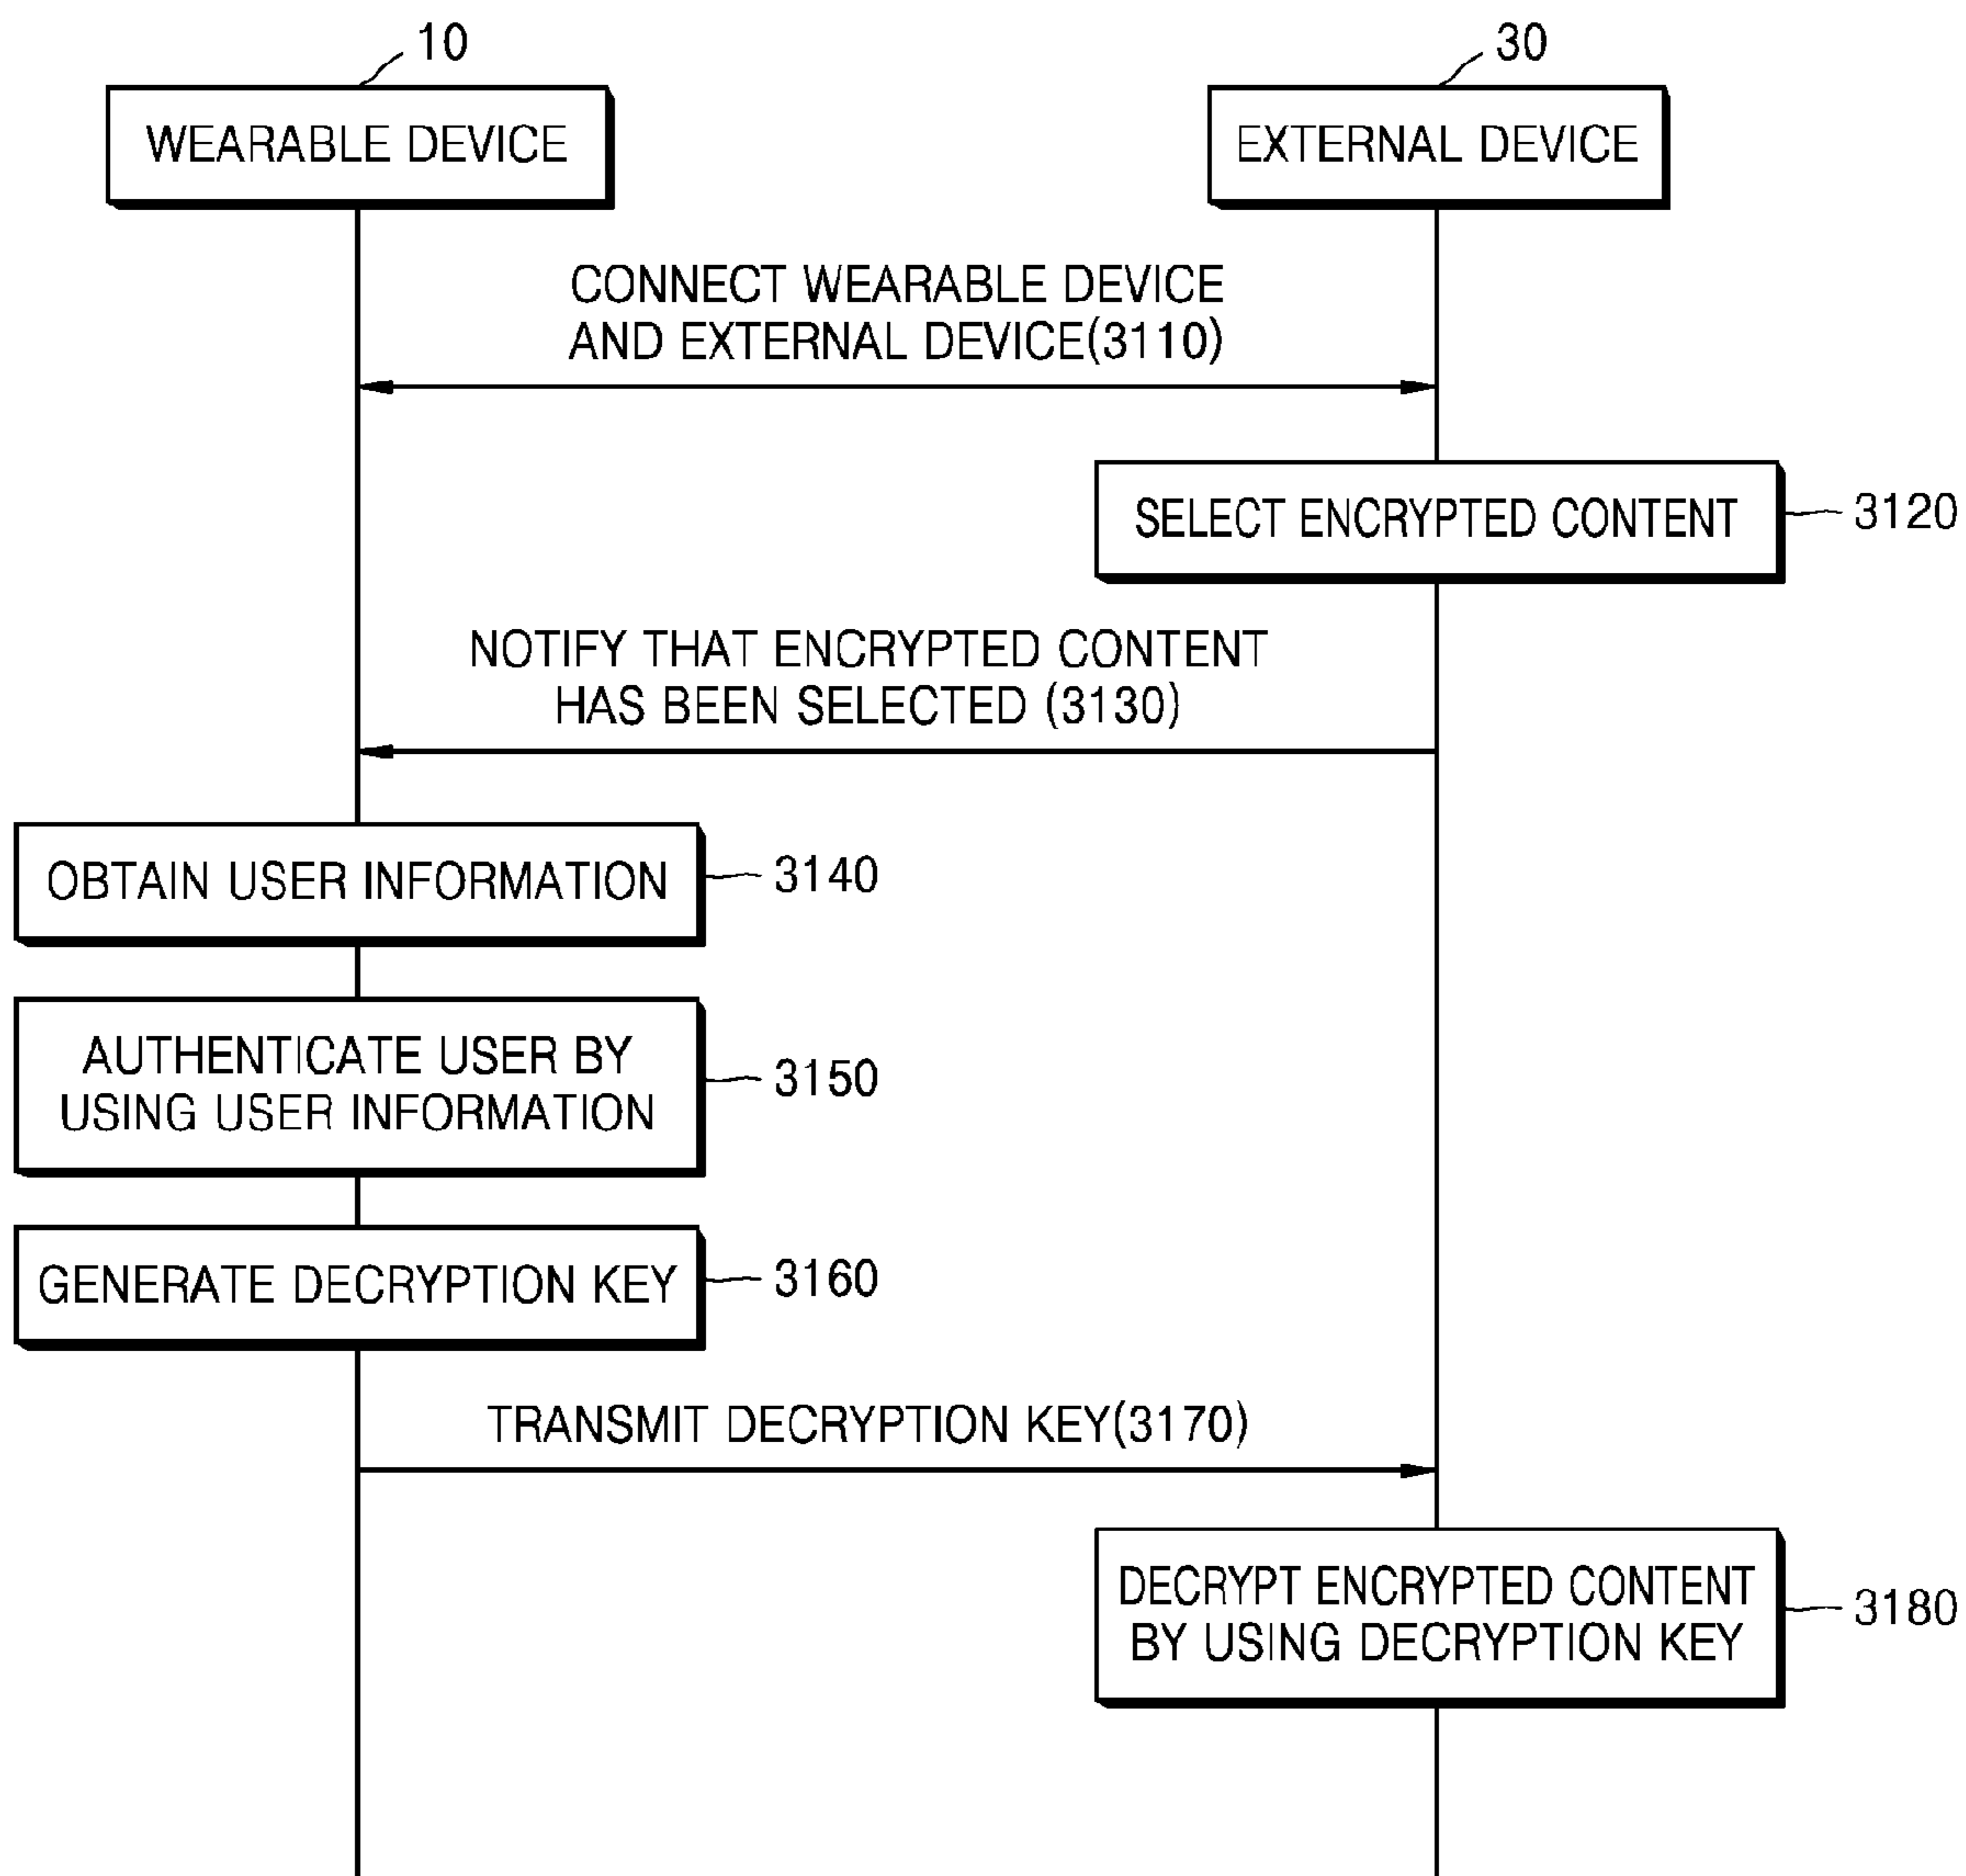 10
30
WEARABLE DEVICE
EXTERNAL DEVICE
CONNECT WEARABLE DEVICE
AND EXTERNAL DEVICE(3110)
SELECT ENCRYPTED CONTENT
3120
NOTIFY THAT ENCRYPTED CONTENT
HAS BEEN SELECTED (3130)
OBTAIN USER INFORMATION
3140
AUTHENTICATE USER BY
USING USER INFORMATION
3150
GENERATE DECRYPTION KEY
3160
TRANSMIT DECRYPTION KEY(3170)
DECRYPT ENCRYPTED CONTENT
BY USING DECRYPTION KEY
3180